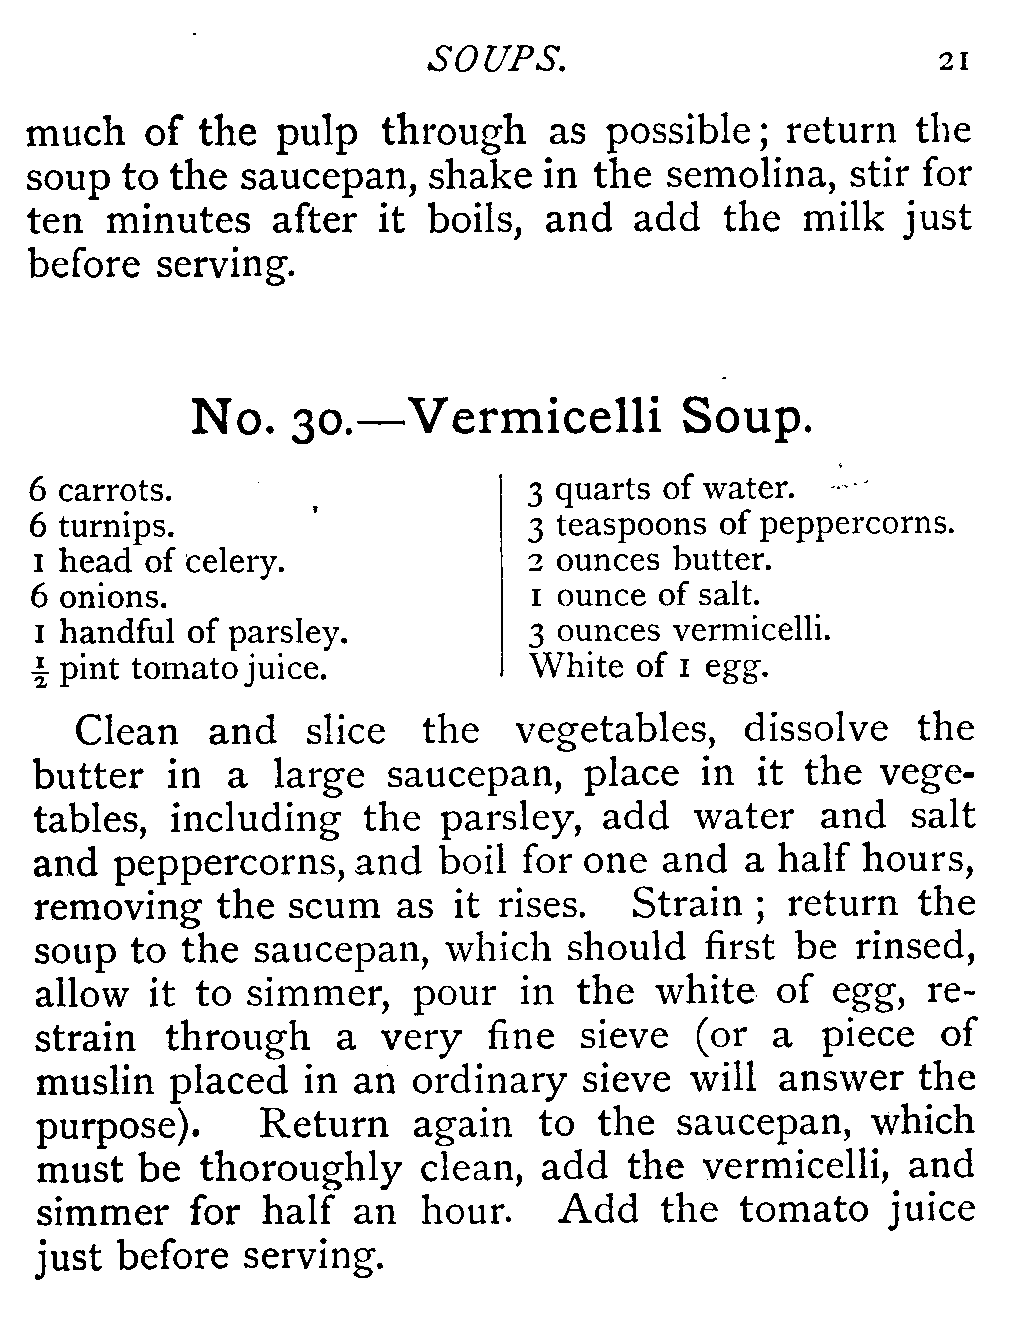 SOUPS. 21
much of the pulp through as possible; return the
soup to the saucepan, shake in the semolina, stir for
ten minutes after it boils, and add the milk just
before serving.
No. 30.—Vermicelli Soup.
6 carrots.
6 turnips.
1 head of celery.
6 onions.
1 handful of parsley.
½ pint tomato juice.
3 quarts of water.
3 teaspoons of peppercorns.
2 ounces butter.
1 ounce of salt.
3 ounces vermicelli.
White of 1 egg.
Clean and slice the vegetables, dissolve the
butter in a large saucepan, place in it the vege-
tables, including the parsley, add water and salt
and peppercorns, and boil for one and a half hours,
removing the scum as it rises. Strain ; return the
soup to the saucepan, which should first be rinsed,
allow it to simmer, pour in the white of egg, re-
strain through a very fine sieve (or a piece of
muslin placed in an ordinary sieve will answer the
purpose). Return again to the saucepan, which
must be thoroughly clean, add the vermicelli, and
simmer for half an hour. Add the tomato juice
just before serving.